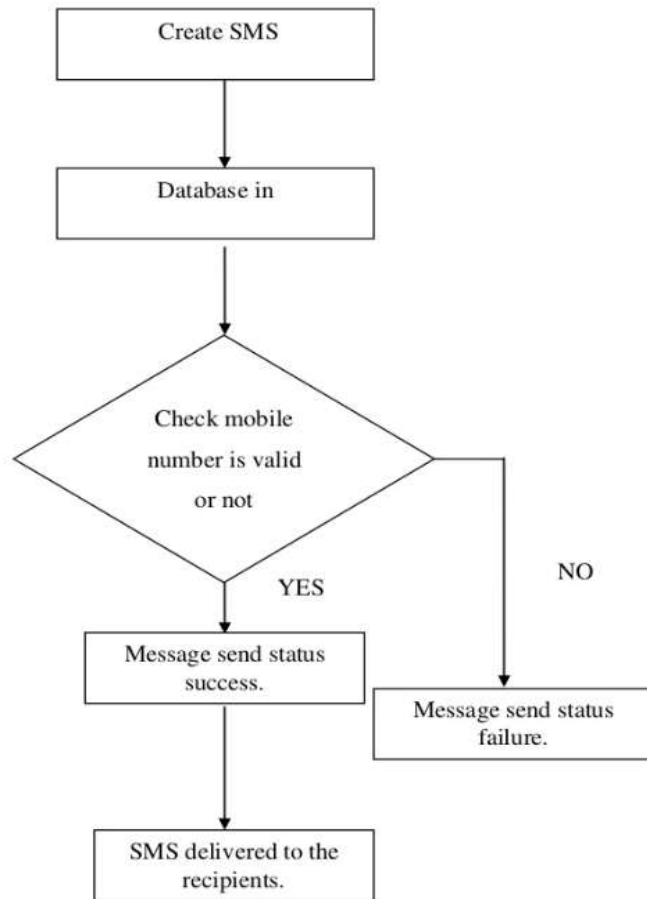 Create SMS
Database in
Check mobile
number is valid
or not
YES
NO
Message send status
success.
Message send status
failure.
SMS delivered to the
recipients.